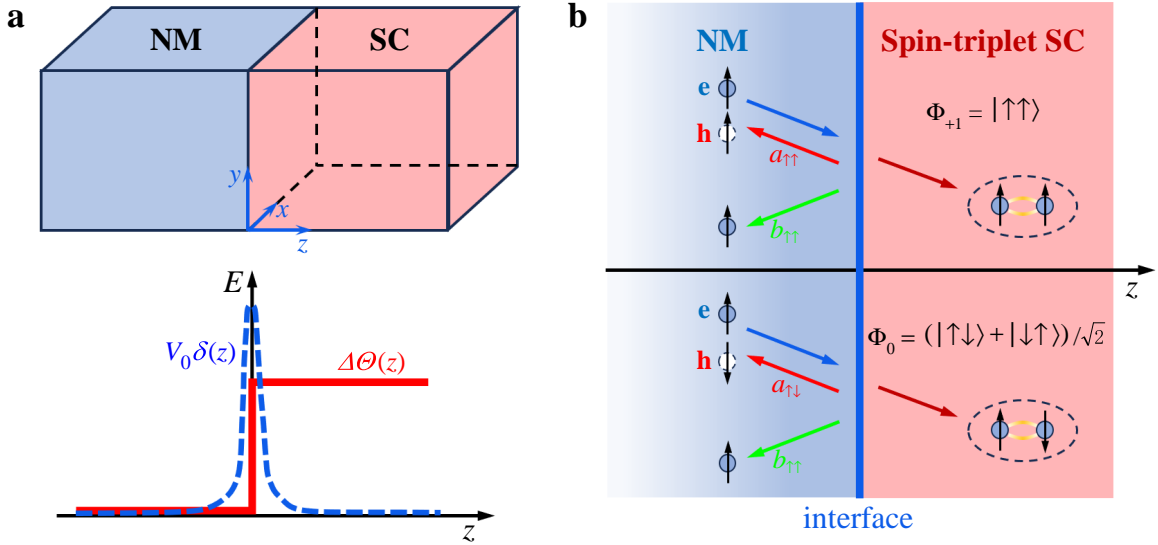 a
NM
SC
y
x
z
E
V₀δ(z)
ΔΘ(z)
z
b
NM
Spin-triplet SC
e
h
a↑↑
b↑↑
Φ₊₁ = |↑↑⟩
z
e
h
a↑↓
b↑↑
Φ₀ = (|↑↓⟩+|↓↑⟩)/√2
interface